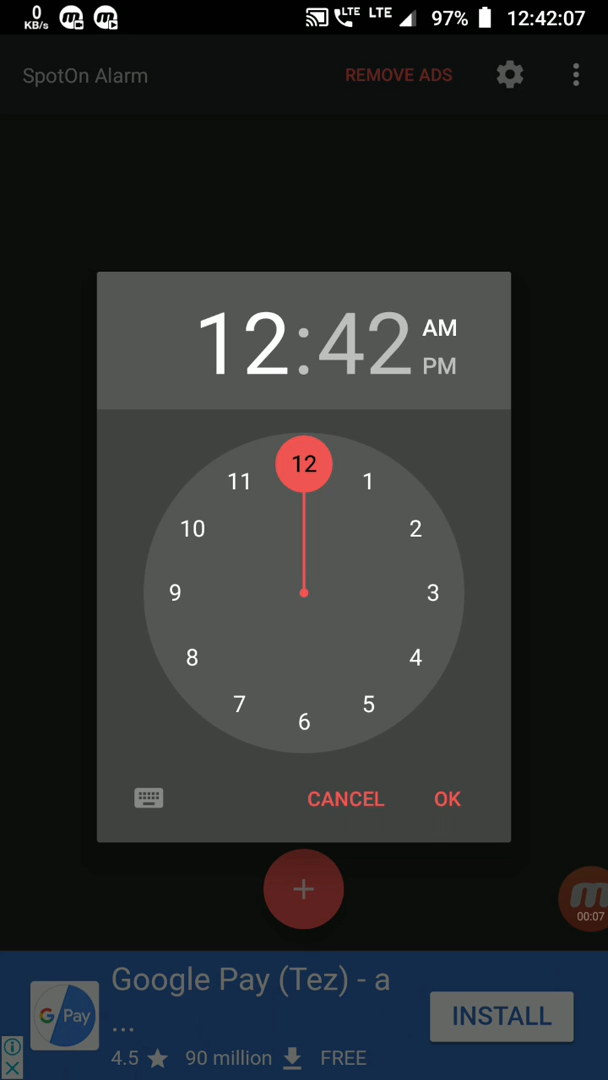 0
KB/s
LTE LTE 97% 12:42:07
SpotOn Alarm REMOVE ADS
12:42 AM
PM
12
11 1
10 2
9 3
8 4
7 5
6
CANCEL OK
+
00:07
Google Pay (Tez) - a
...
G Pay
INSTALL
4.5 90 million FREE